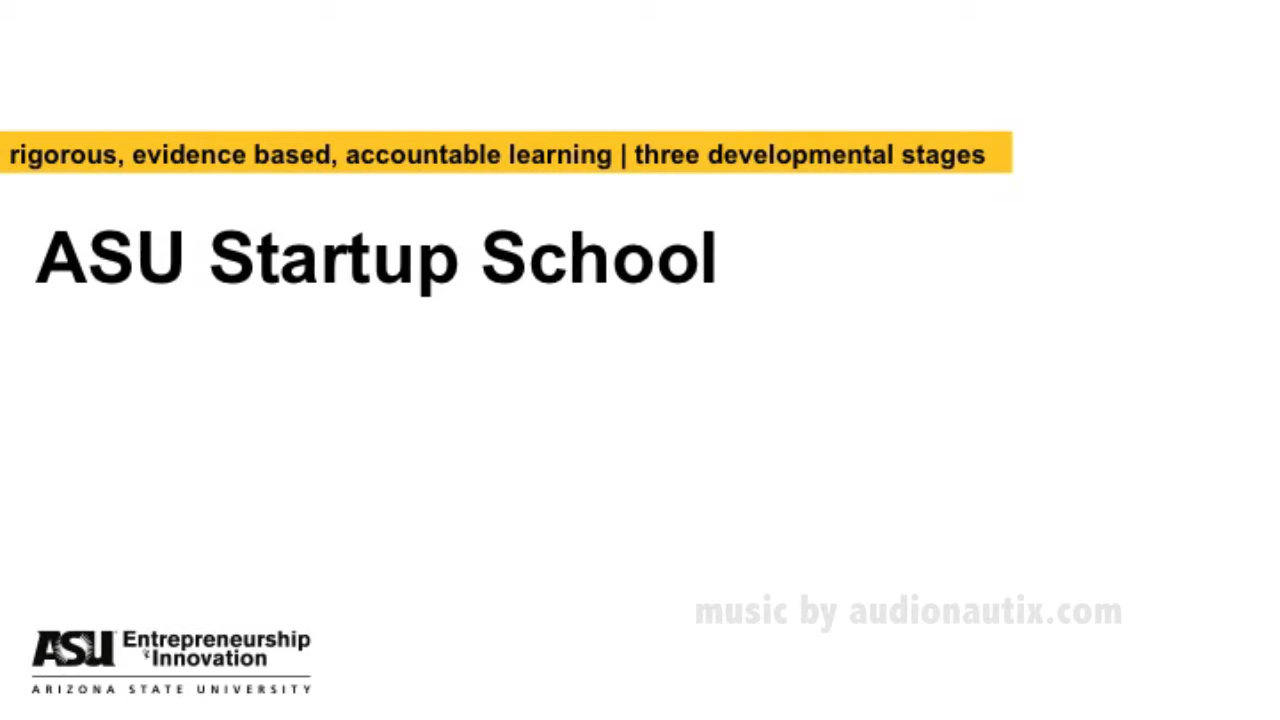 rigorous, evidence based, accountable learning | three developmental stages
ASU Startup School
music by audionautix.com
ASU Entrepreneurship
& Innovation
ARIZONA STATE UNIVERSITY